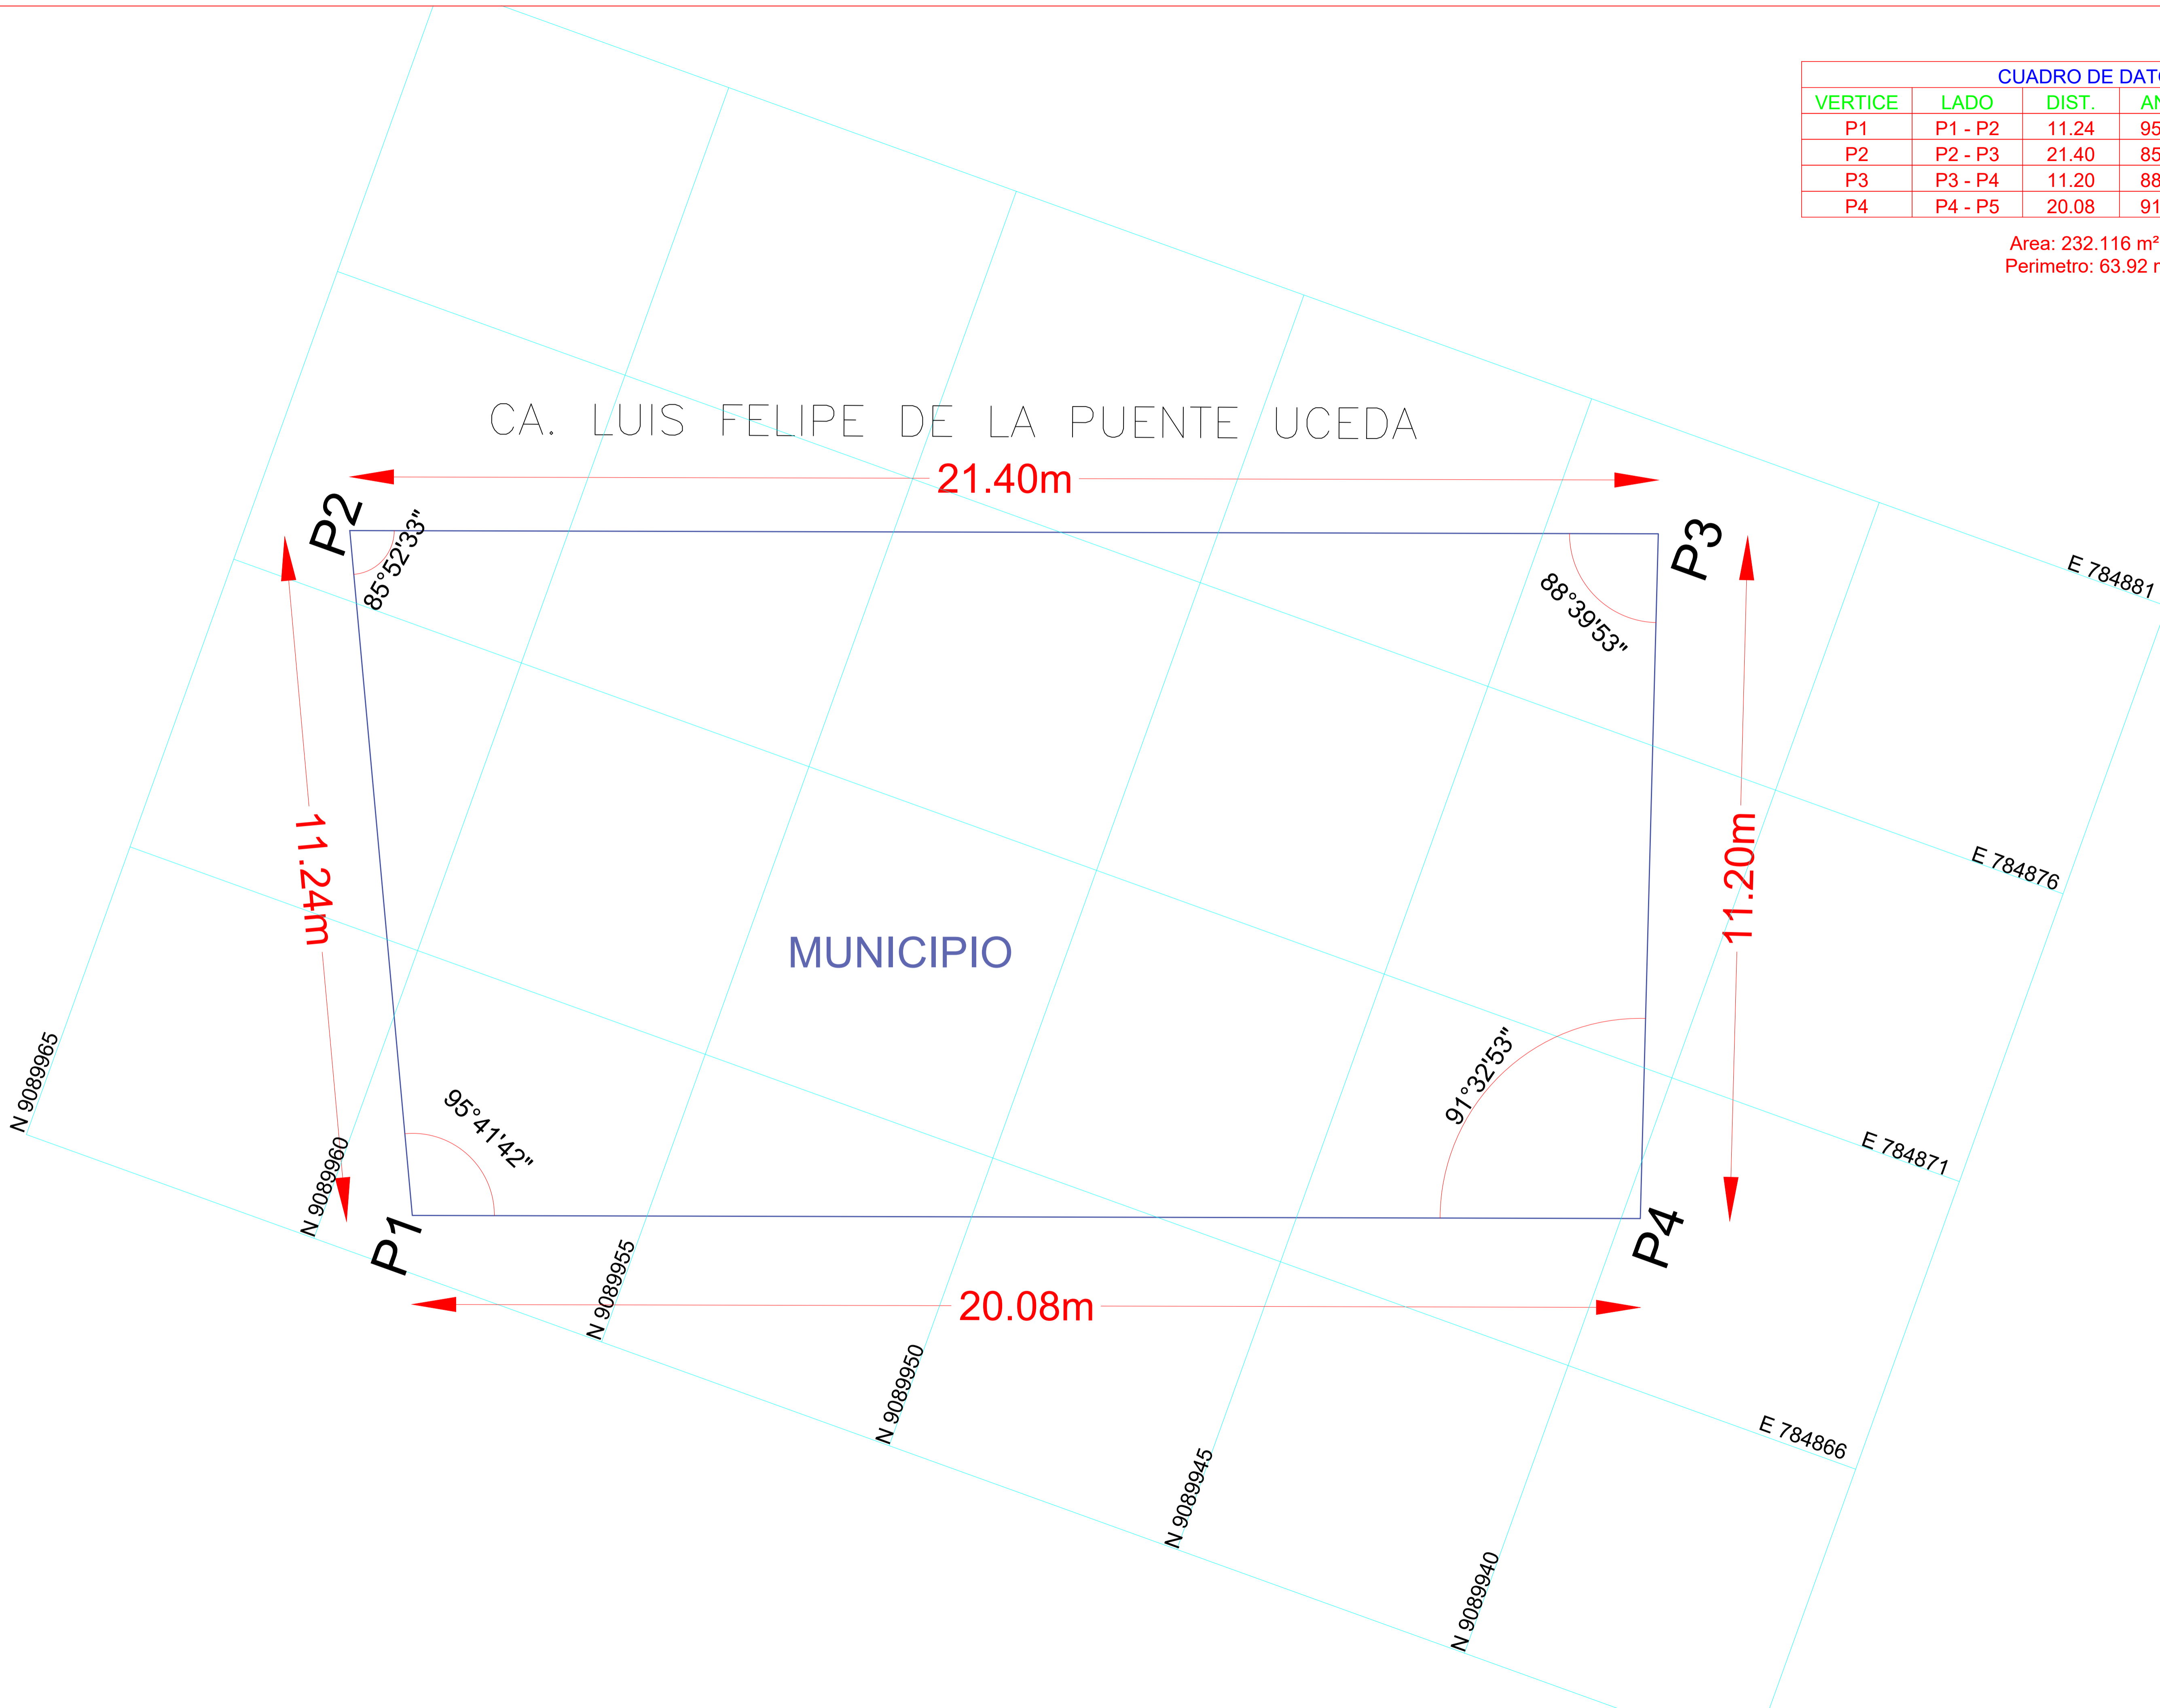 CUADRO DE DAT
VERTICE LADO DIST. AN
P1 P1 - P2 11.24 95
P2 P2 - P3 21.40 85
P3 P3 - P4 11.20 88
P4 P4 - P5 20.08 91
Area: 232.116 m²
Perimetro: 63.92
CA. LUIS FELIPE DE LA PUENTE UCEDA
21.40m
P2
85°52'33"
P3
88°39'53"
E 784881
E 784876
11.24m
11.20m
MUNICIPIO
N 9089965
95°41'42"
91°32'53"
E 784871
N 9089960
P1
P4
N 9089955
20.08m
N 9089950
E 784866
N 9089945
N 9089940